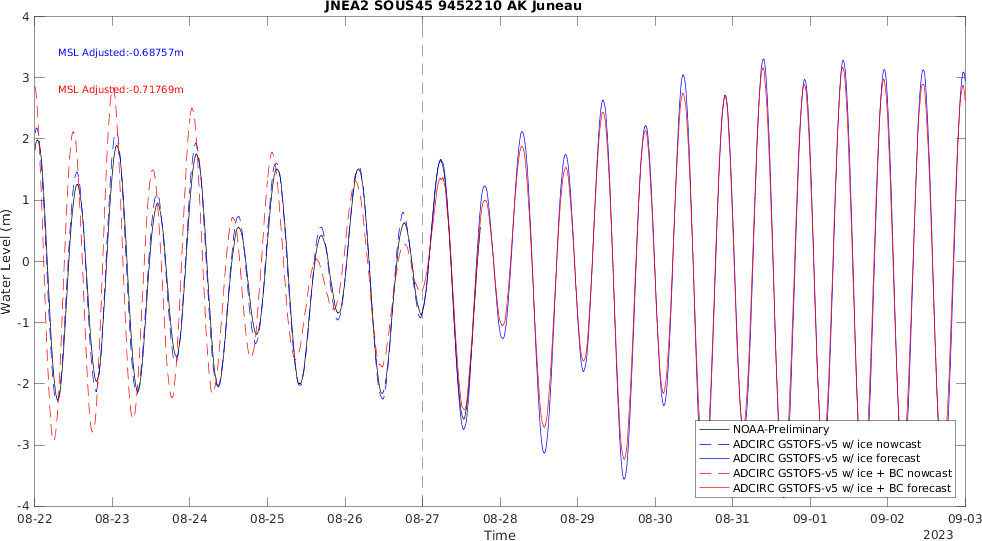 JNEA2 SOUS45 9452210 AK Juneau
MSL Adjusted:-0.68757m
MSL Adjusted:-0.71769m
Water Level (m)
4
3
2
1
0
-1
-2
-3
-4
NOAA-Preliminary
ADCIRC GSTOFS-v5 w/ ice nowcast
ADCIRC GSTOFS-v5 w/ ice forecast
ADCIRC GSTOFS-v5 w/ ice + BC nowcast
ADCIRC GSTOFS-v5 w/ ice + BC forecast
08-22 08-23 08-24 08-25 08-26 08-27 08-28 08-29 08-30 08-31 09-01 09-02 09-03
Time
2023